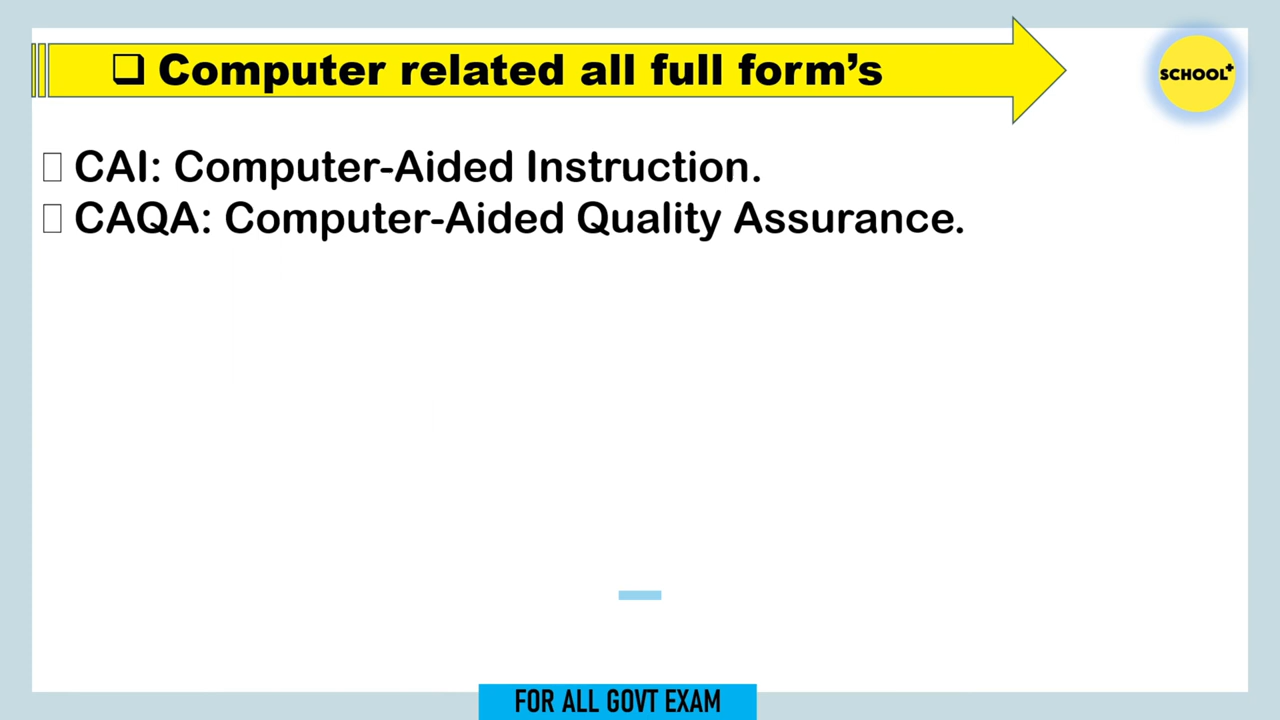 ❑ Computer related all full form’s
SCHOOL+
CAI: Computer-Aided Instruction.
CAQA: Computer-Aided Quality Assurance.
FOR ALL GOVT EXAM